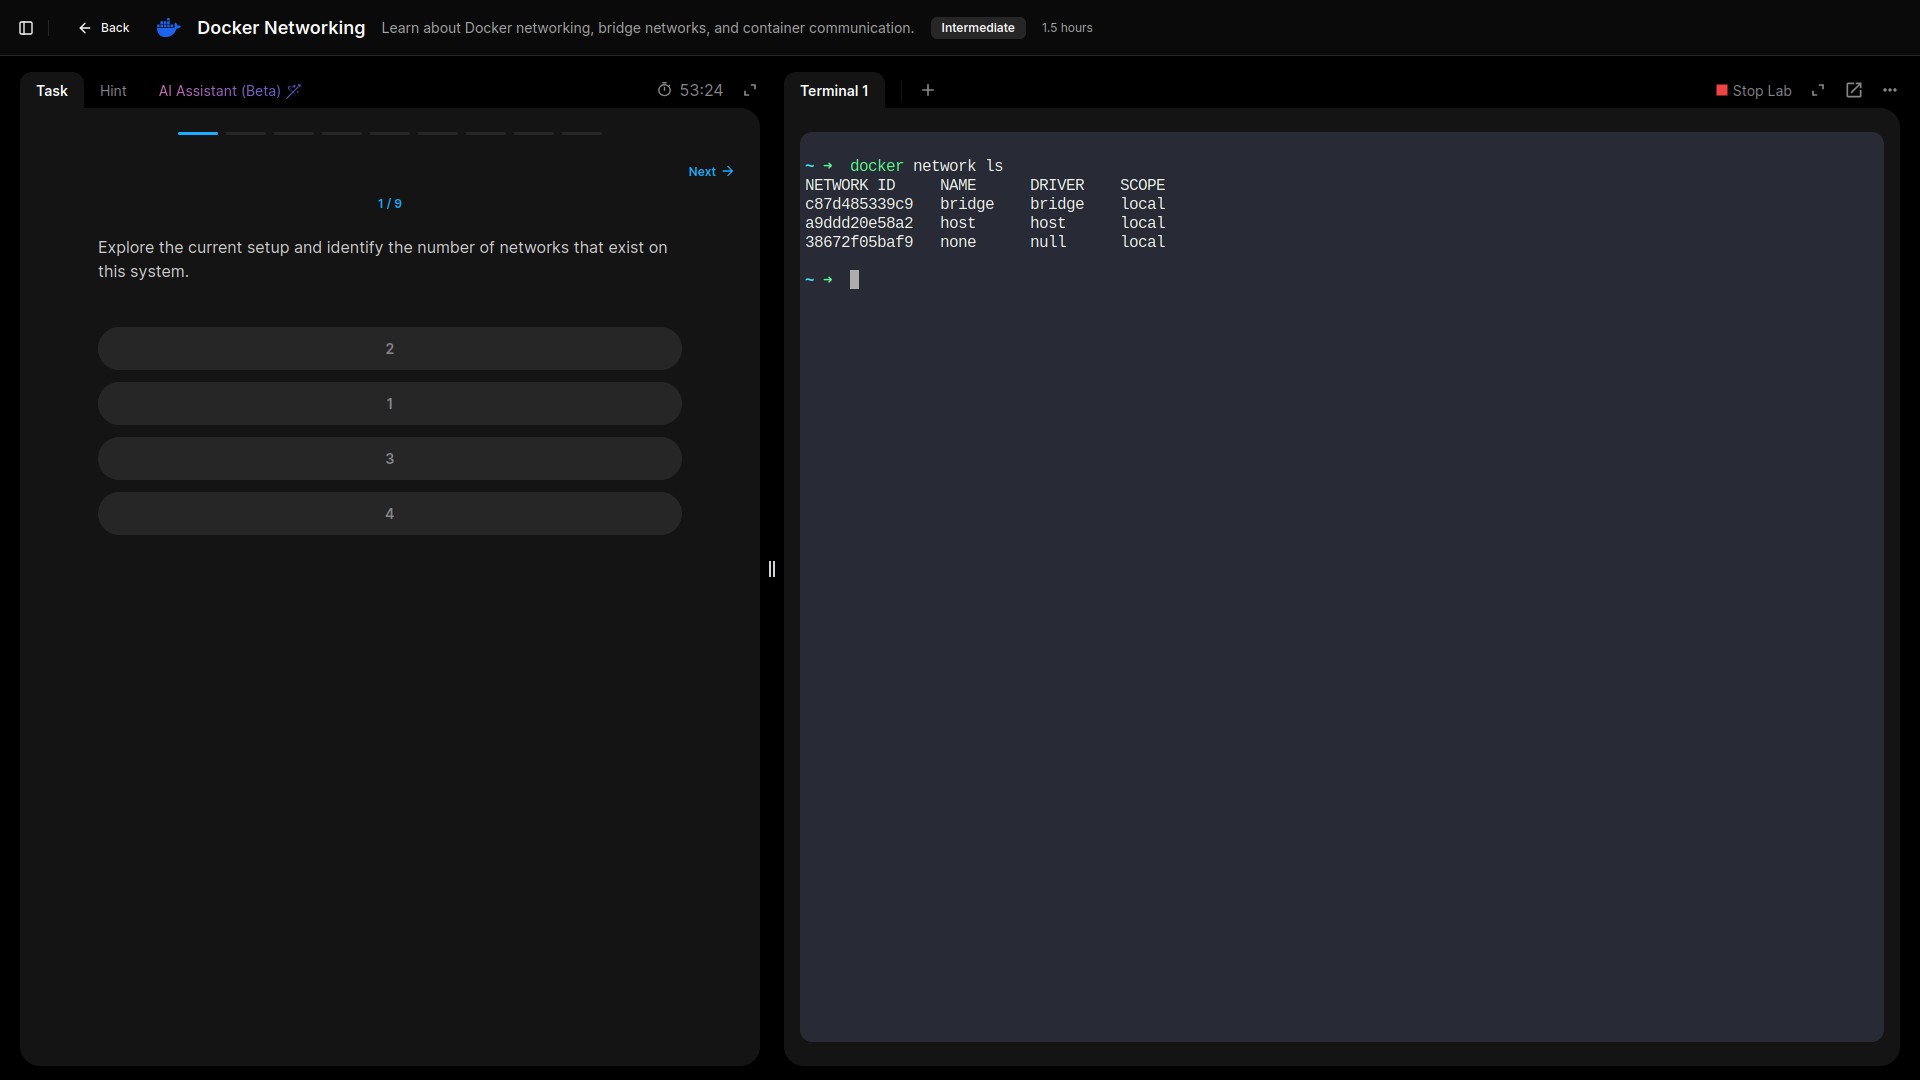 Back
Docker Networking
Learn about Docker networking, bridge networks, and container communication.
Intermediate
1.5 hours
Task
Hint
AI Assistant (Beta)
53:24
Next
1 / 9
Explore the current setup and identify the number of networks that exist on
this system.
2
1
3
4
Terminal 1
Stop Lab
~ ➜  docker network ls
NETWORK ID     NAME      DRIVER    SCOPE
c87d485339c9   bridge    bridge    local
a9ddd20e58a2   host      host      local
38672f05baf9   none      null      local
~ ➜